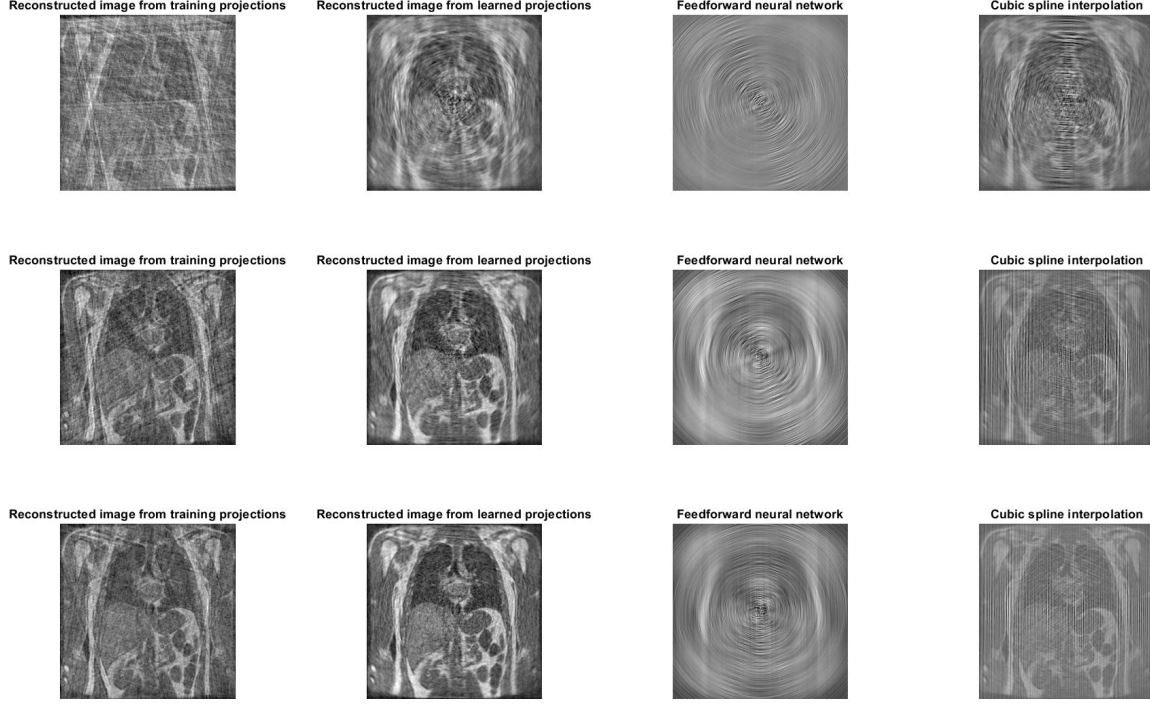 Reconstructed image from training projections
Reconstructed image from learned projections
Feedforward neural network
Cubic spline interpolation
Reconstructed image from training projections
Reconstructed image from learned projections
Feedforward neural network
Cubic spline interpolation
Reconstructed image from training projections
Reconstructed image from learned projections
Feedforward neural network
Cubic spline interpolation